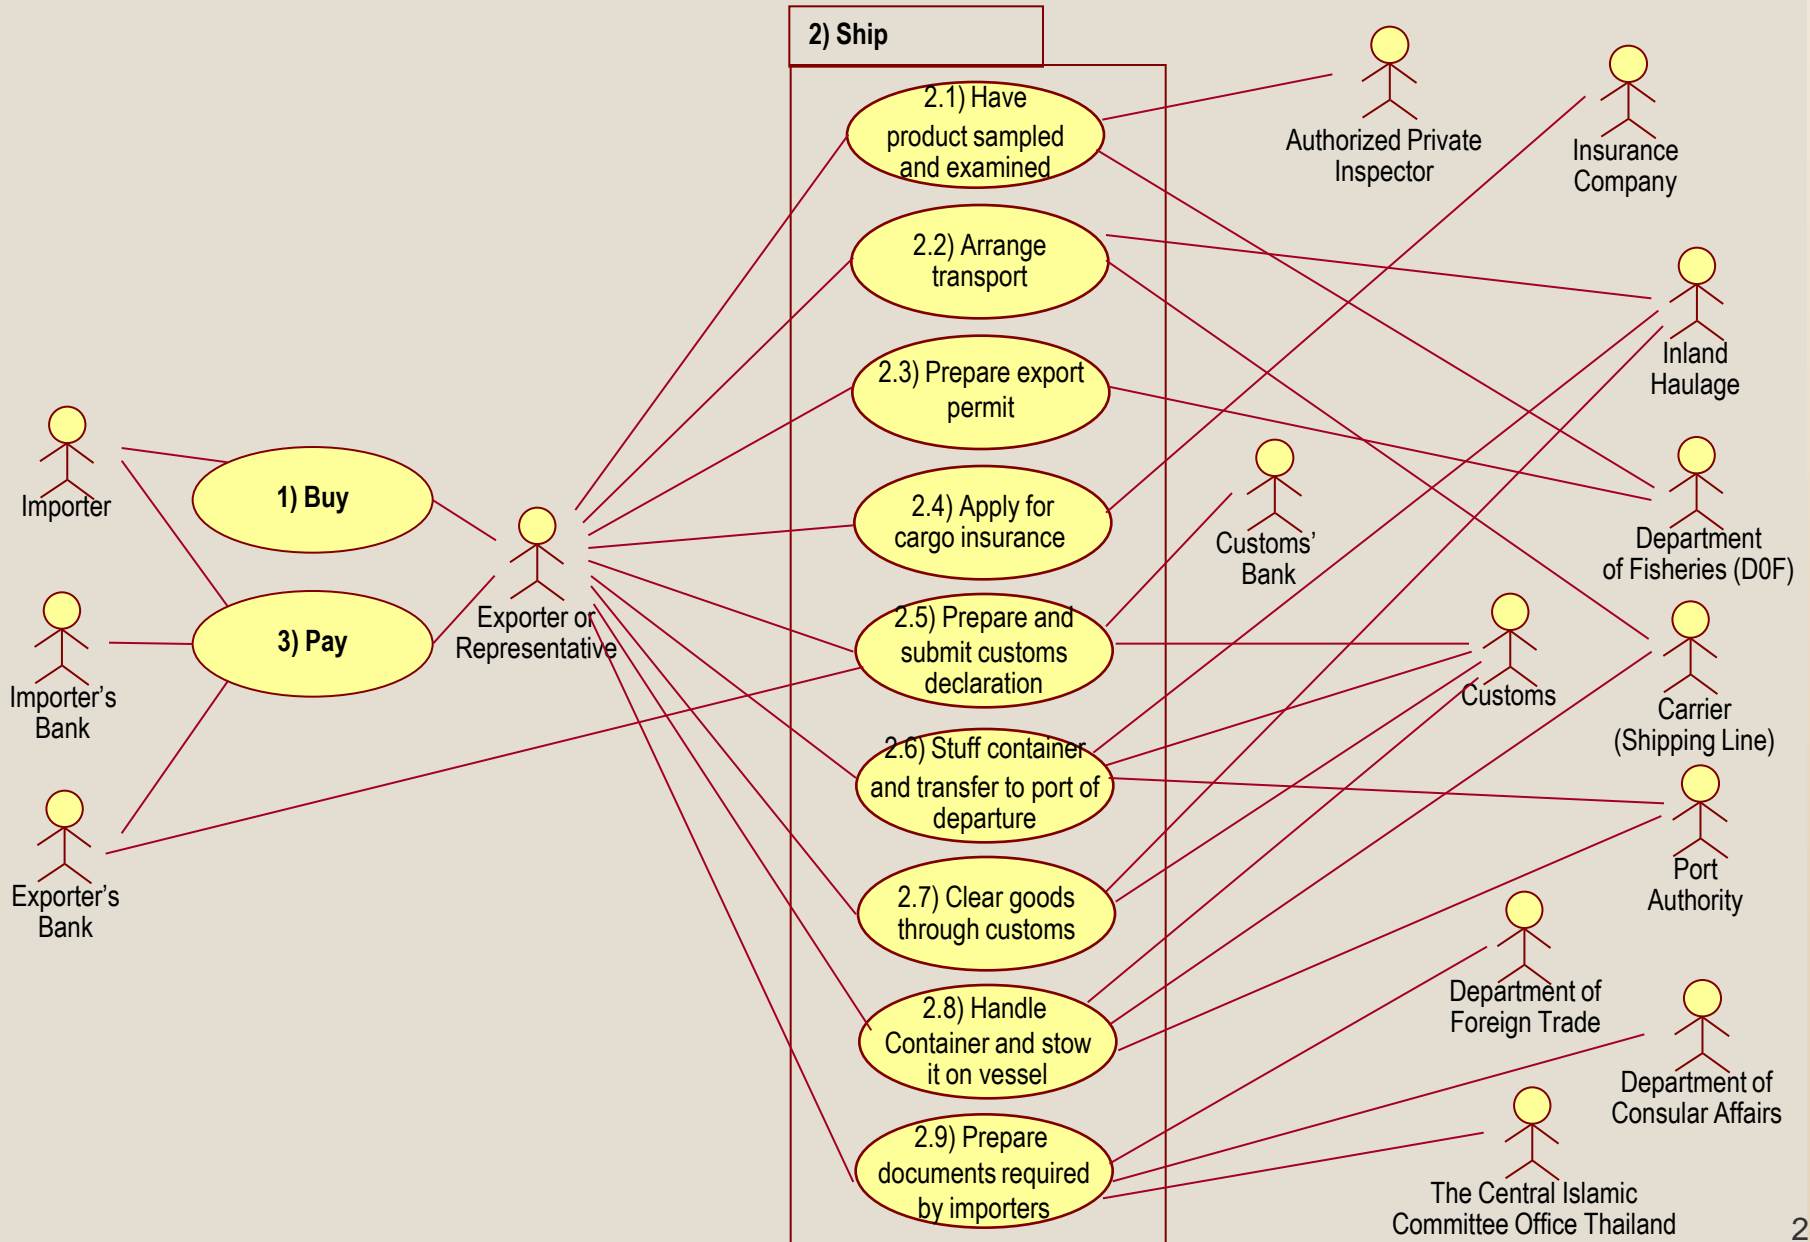 2) Ship
2.1) Have
product sampled
and examined
Authorized Private
Inspector
Insurance
Company
2.2) Arrange
transport
Inland
Haulage
2.3) Prepare export
permit
Importer
1) Buy
2.4) Apply for
cargo insurance
Customs'
Bank
Department
of Fisheries (D0F)
Exporter or
Representative
3) Pay
Importer's
Bank
2.5) Prepare and
submit customs
declaration
Customs
Carrier
(Shipping Line)
2.6) Stuff container
and transfer to port of
departure
Exporter's
Bank
2.7) Clear goods
through customs
Port
Authority
Department of
Foreign Trade
2.8) Handle
Container and stow
it on vessel
Department of
Consular Affairs
2.9) Prepare
documents required
by importers
The Central Islamic
Committee Office Thailand
2